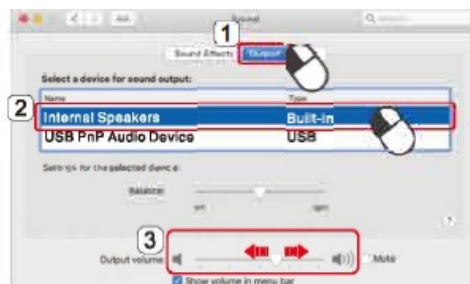 Sound
1
Sound Effects Output
Select a device for sound output:
Name Type
2
Internal Speakers Built-in
USB PnP Audio Device USB
Settings for the selected device:
Balance:
left right
3
Output volume: Mute
Show volume in menu bar